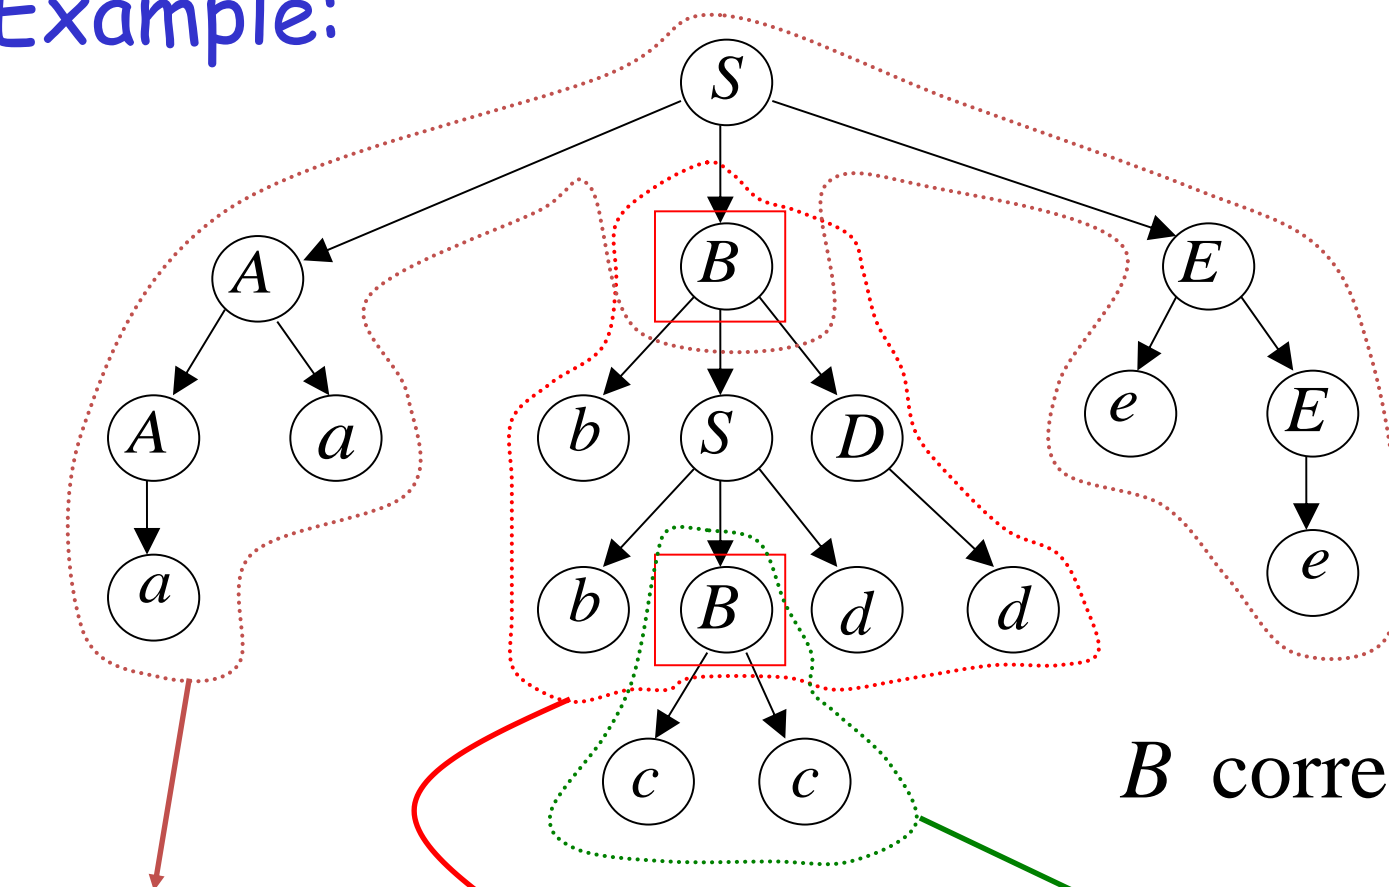 Example:
S
A B E
A a b S D e E
a b B d d e
c c
B corre